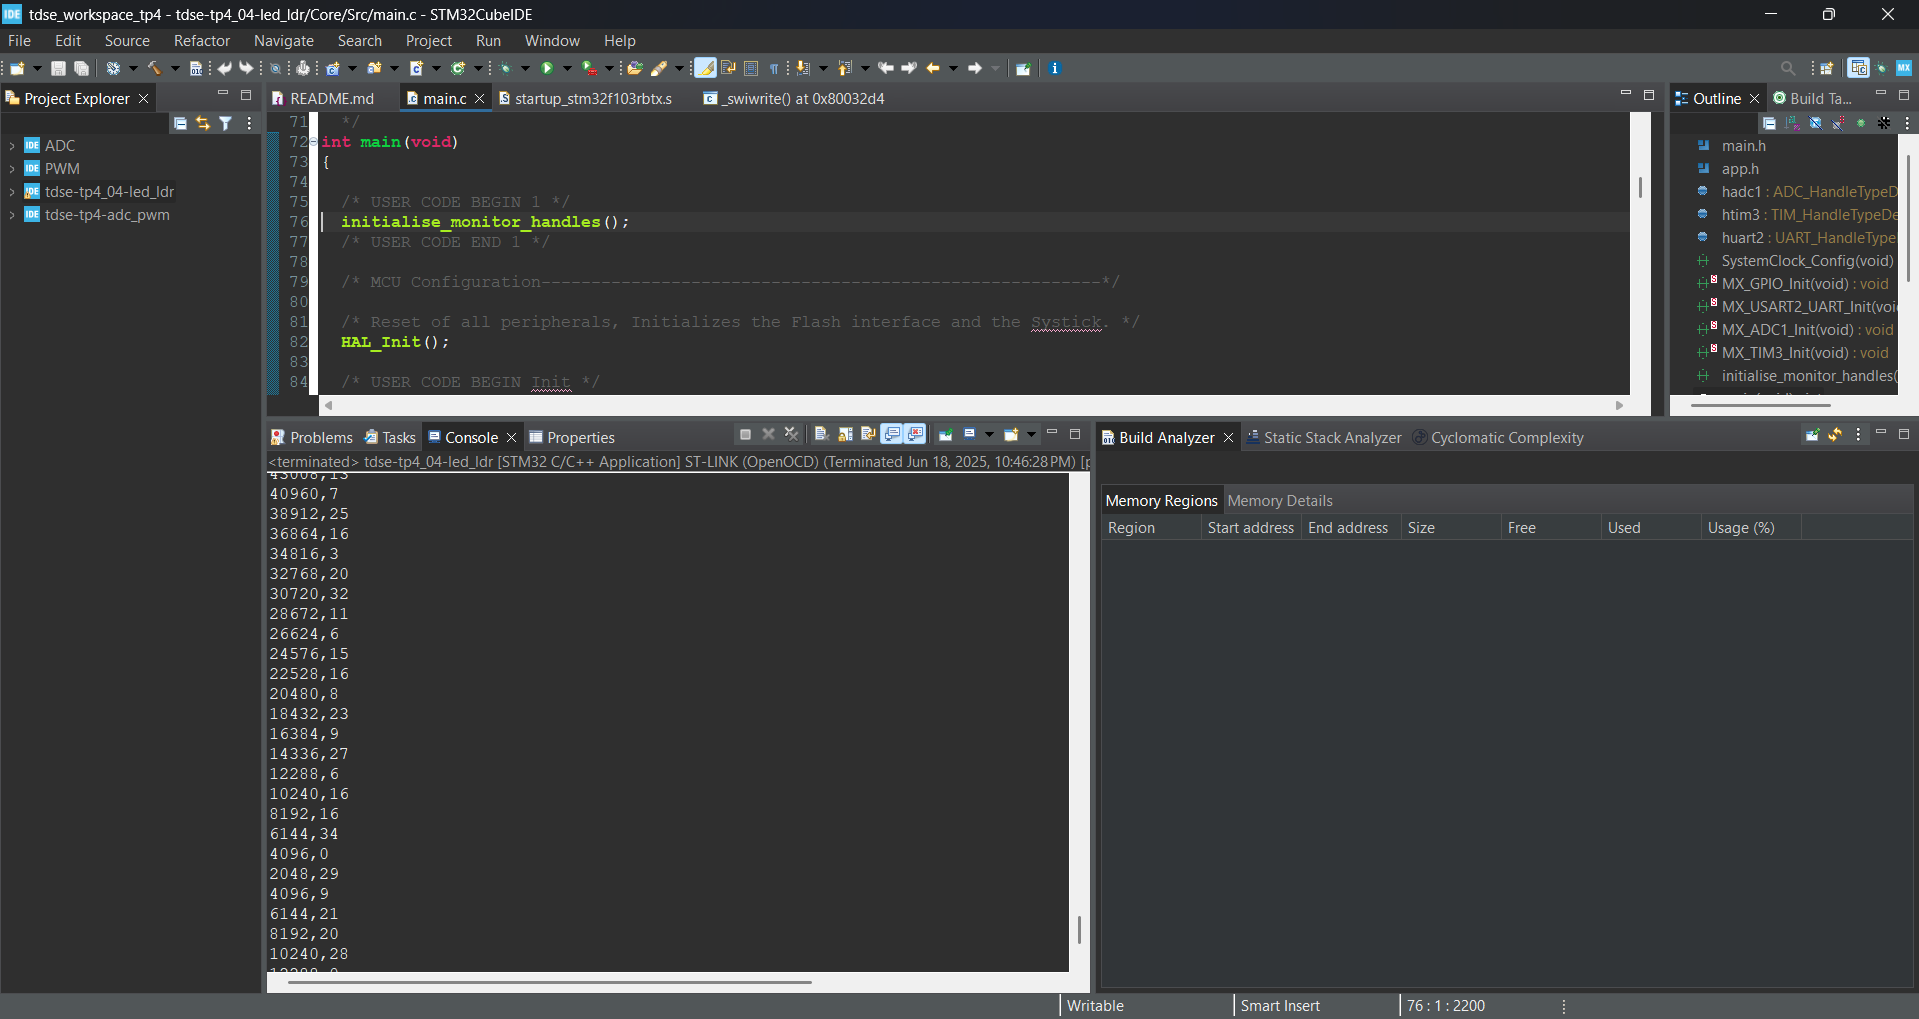 IDE tdse_workspace_tp4 - tdse-tp4_04-led_ldr/Core/Src/main.c - STM32CubeIDE
File Edit Source Refactor Navigate Search Project Run Window Help
Project Explorer
IDE ADC
IDE PWM
IDE tdse-tp4_04-led_ldr
IDE tdse-tp4-adc_pwm
README.md main.c startup_stm32f103rbtx.s _swiwrite() at 0x80032d4
71 */
72 int main(void)
73 {
74
75 /* USER CODE BEGIN 1 */
76 initialise_monitor_handles();
77 /* USER CODE END 1 */
78
79 /* MCU Configuration--------------------------------------------------------*/
80
81 /* Reset of all peripherals, Initializes the Flash interface and the Systick. */
82 HAL_Init();
83
84 /* USER CODE BEGIN Init */
Outline Build Ta...
main.h
app.h
hadc1 : ADC_HandleTypeD
htim3 : TIM_HandleTypeDe
huart2 : UART_HandleType
SystemClock_Config(void)
MX_GPIO_Init(void) : void
MX_USART2_UART_Init(voi
MX_ADC1_Init(void) : void
MX_TIM3_Init(void) : void
initialise_monitor_handles(
Problems Tasks Console Properties
<terminated> tdse-tp4_04-led_ldr [STM32 C/C++ Application] ST-LINK (OpenOCD) (Terminated Jun 18, 2025, 10:46:28 PM) [p
43008,13
40960,7
38912,25
36864,16
34816,3
32768,20
30720,32
28672,11
26624,6
24576,15
22528,16
20480,8
18432,23
16384,9
14336,27
12288,6
10240,16
8192,16
6144,34
4096,0
2048,29
4096,9
6144,21
8192,20
10240,28
Build Analyzer Static Stack Analyzer Cyclomatic Complexity
Memory Regions Memory Details
Region Start address End address Size Free Used Usage (%)
Writable Smart Insert 76 : 1 : 2200